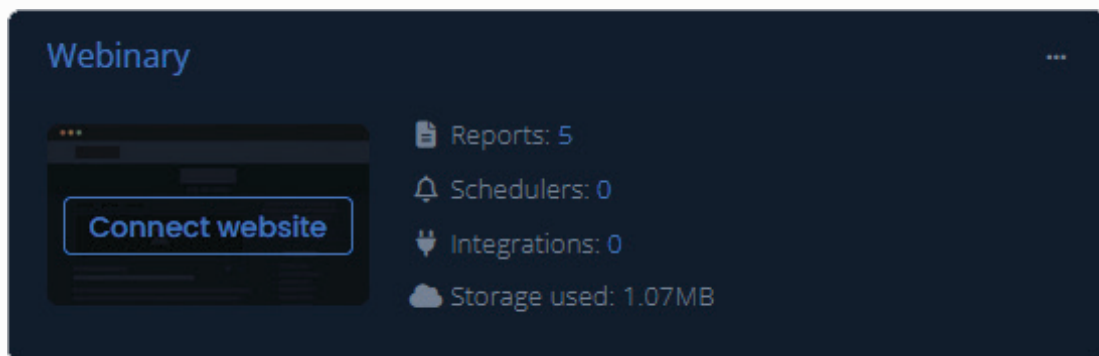 Webinary
Connect website
Reports: 5
Schedulers: 0
Integrations: 0
Storage used: 1.07MB